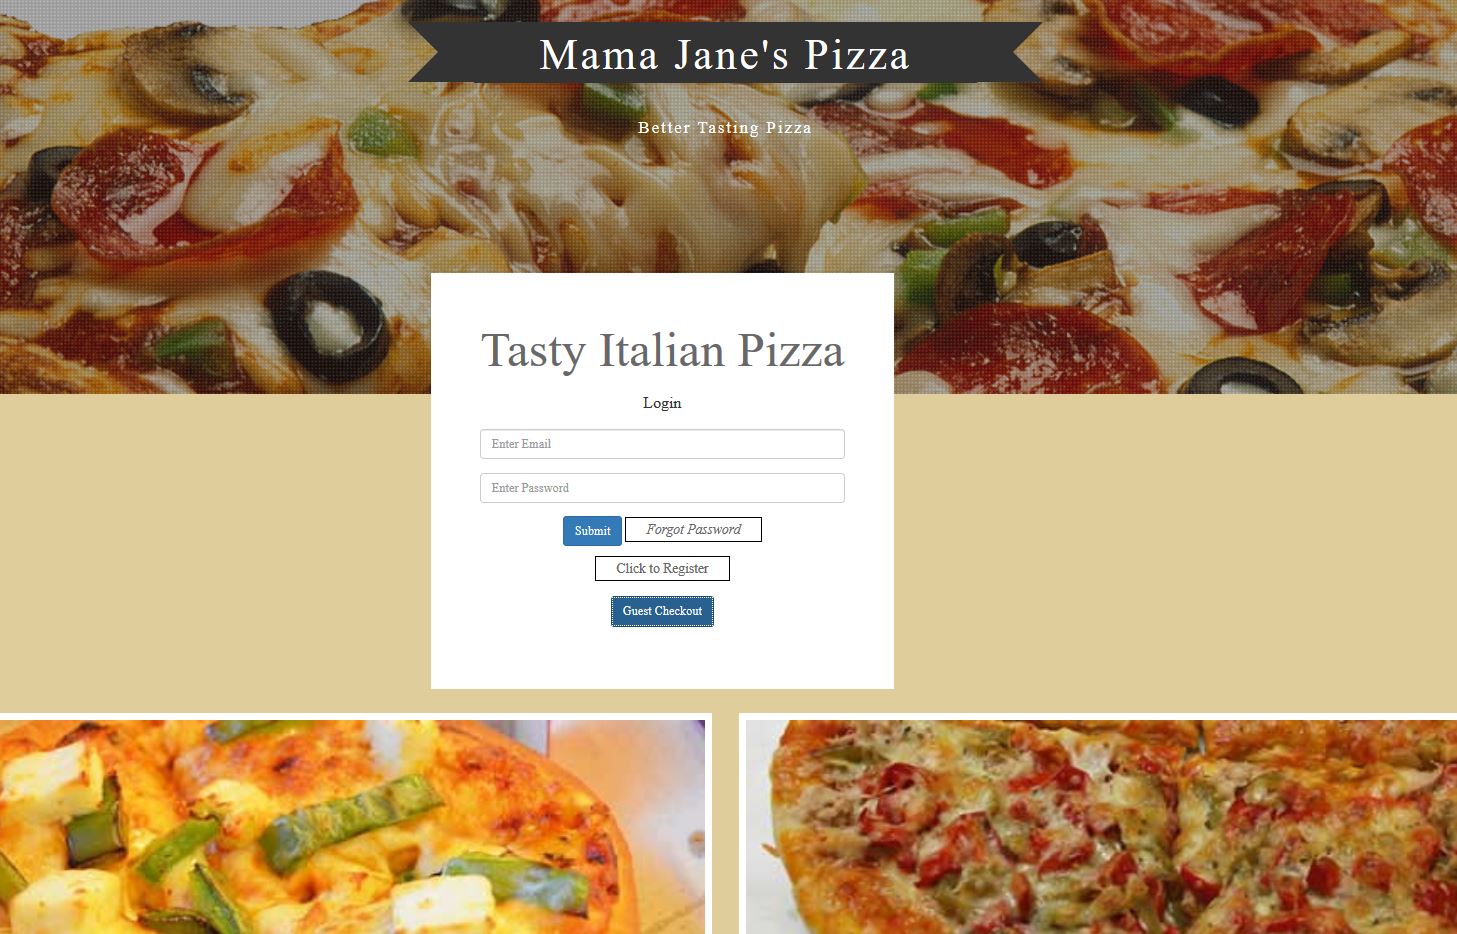 Mama Jane's Pizza
Better Tasting Pizza
Tasty Italian Pizza
Login
Enter Email
Enter Password
Submit Forgot Password
Click to Register
Guest Checkout